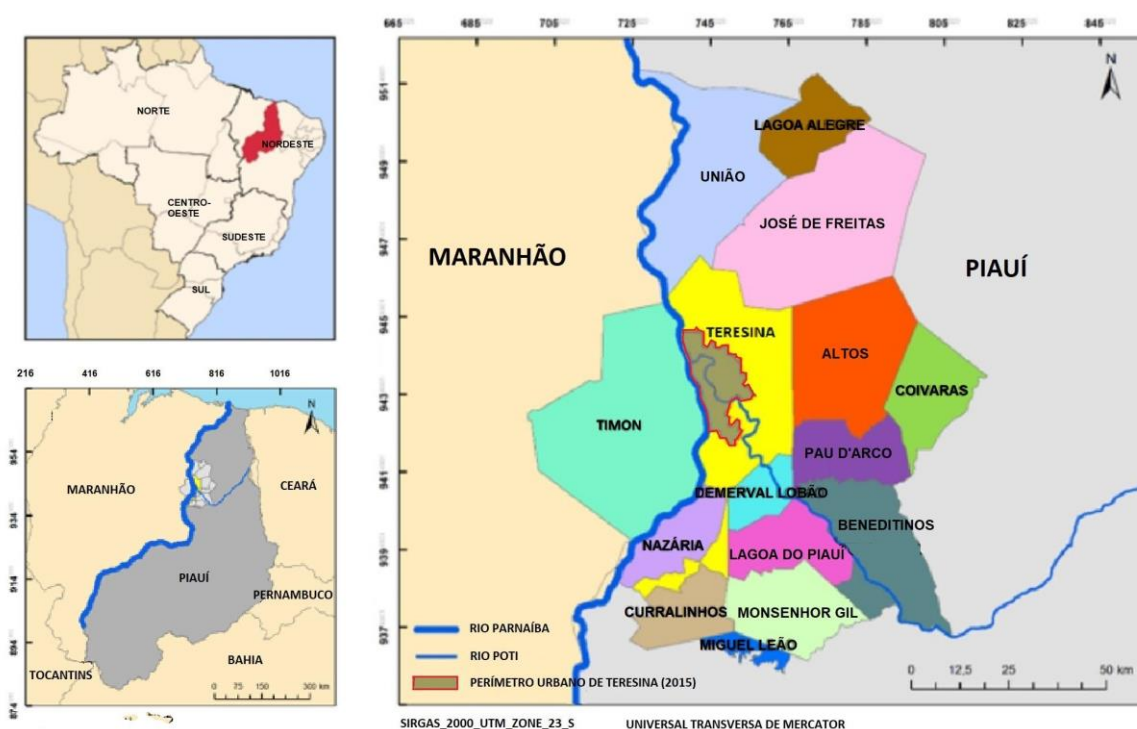 NORTE
NORDESTE
CENTRO-
OESTE
SUDESTE
SUL
216 416 616 816 1016
N
954
934
914
894
874
MARANHÃO
CEARÁ
PIAUÍ
PERNAMBUCO
BAHIA
TOCANTINS
0 150 300 km
665 685 705 725 745 765 785 805 825 845
951
949
947
945
943
941
939
937
N
LAGOA ALEGRE
UNIÃO
JOSÉ DE FREITAS
MARANHÃO
PIAUÍ
TERESINA
ALTOS
COIVARAS
TIMON
PAU D'ARCO
DEMERVAL LOBÃO
BENEDITINOS
NAZÁRIA
LAGOA DO PIAUÍ
CURRALINHOS
MONSENHOR GIL
MIGUEL LEÃO
RIO PARNAÍBA
RIO POTI
PERÍMETRO URBANO DE TERESINA (2015)
0 12,5 25 50 km
SIRGAS_2000_UTM_ZONE_23_S
UNIVERSAL TRANSVERSA DE MERCATOR